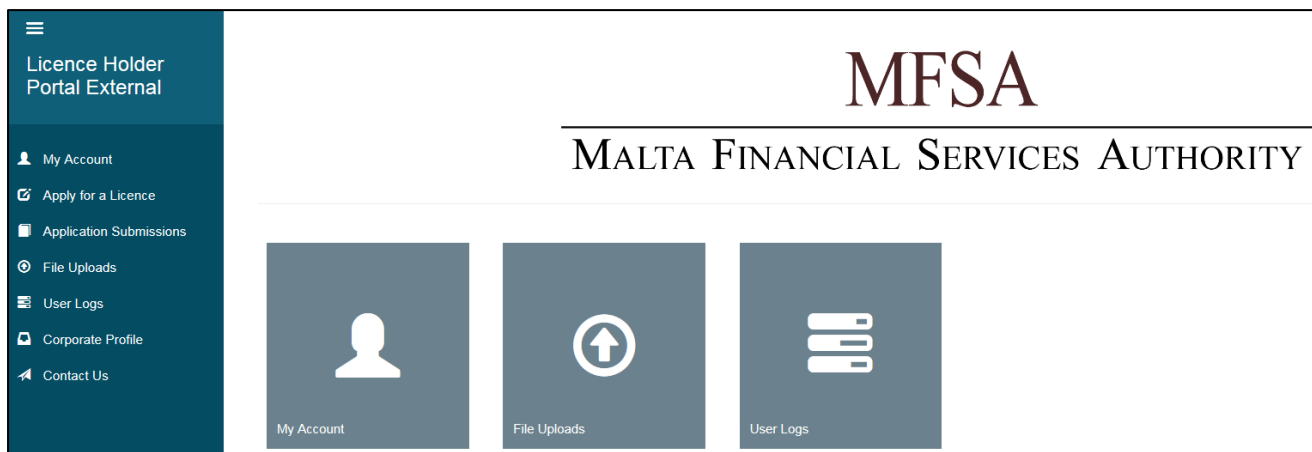 Licence Holder
Portal External
My Account
Apply for a Licence
Application Submissions
File Uploads
User Logs
Corporate Profile
Contact Us
MFSA
MALTA FINANCIAL SERVICES AUTHORITY
My Account
File Uploads
User Logs